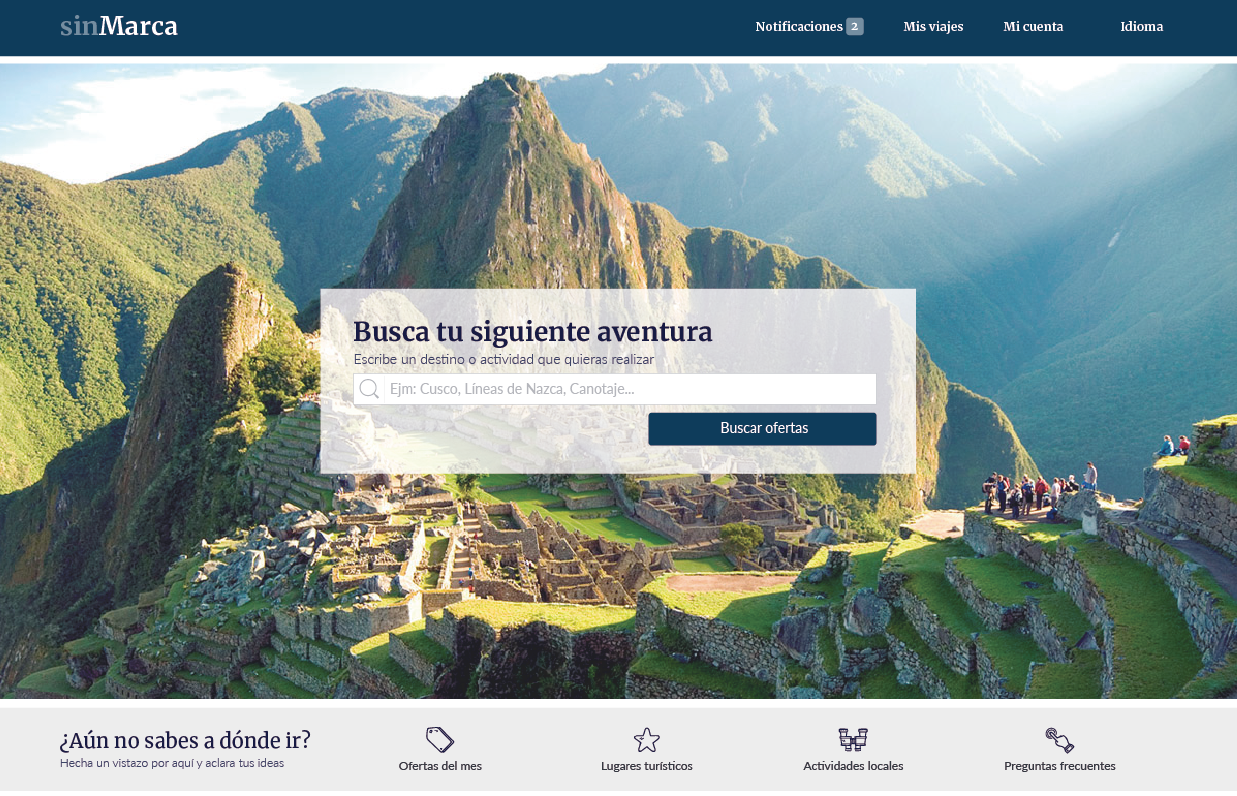 sinMarca
Notificaciones 2
Mis viajes
Mi cuenta
Idioma
Busca tu siguiente aventura
Escribe un destino o actividad que quieras realizar
Ejm: Cusco, Líneas de Nazca, Canotaje...
Buscar ofertas
¿Aún no sabes a dónde ir?
Hecha un vistazo por aquí y aclara tus ideas
Ofertas del mes
Lugares turísticos
Actividades locales
Preguntas frecuentes